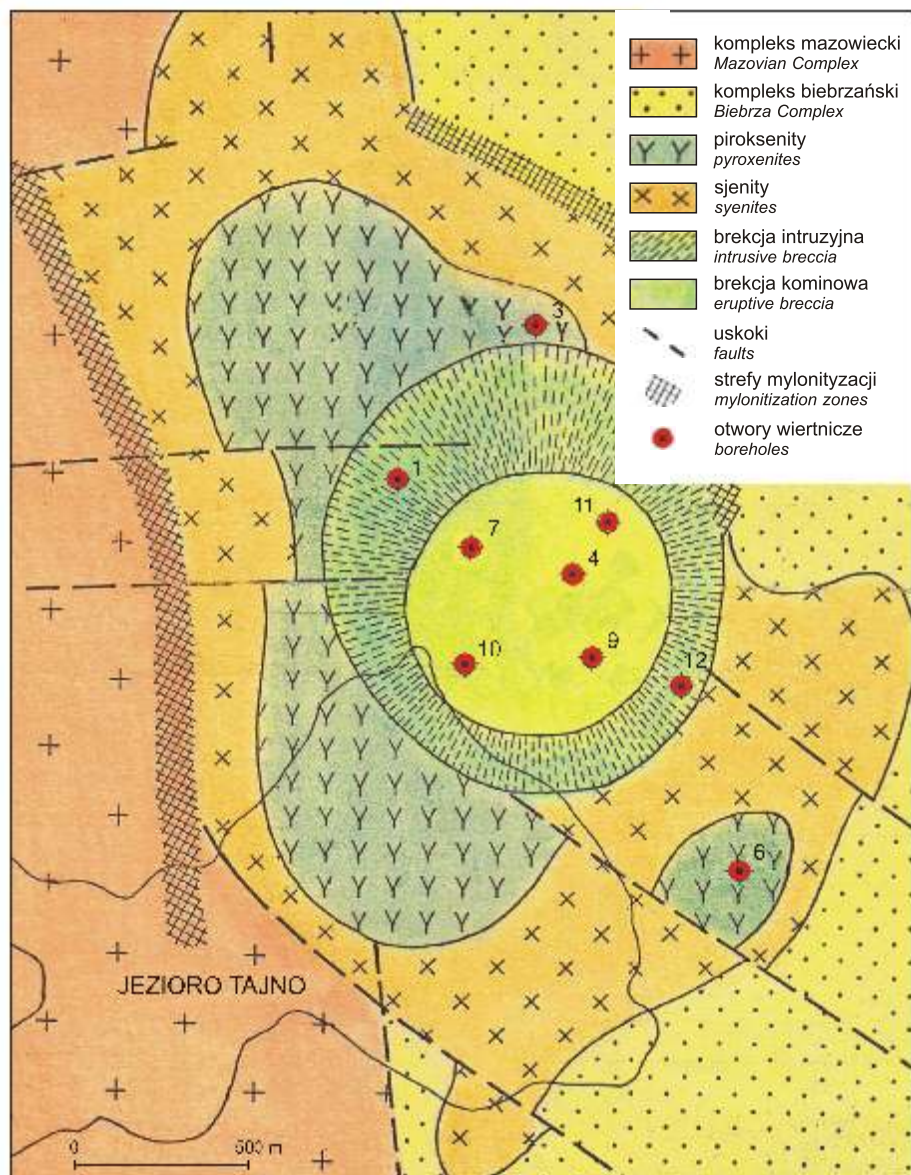 kompleks mazowiecki
Mazovian Complex
kompleks biebrzański
Biebrza Complex
piroksenity
pyroxenites
sjenity
syenites
brekcja intruzyjna
intrusive breccia
brekcja kominowa
eruptive breccia
uskoki
faults
strefy mylonityzacji
mylonitization zones
otwory wiertnicze
boreholes
3
1
11
7
4
10
9
12
6
JEZIORO TAJNO
0 500 m